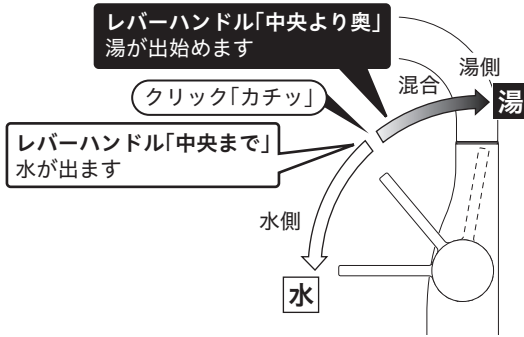 レバーハンドル「中央より奥」
湯が出始めます
湯側
混合
湯
クリック「カチッ」
レバーハンドル「中央まで」
水が出ます
水側
水